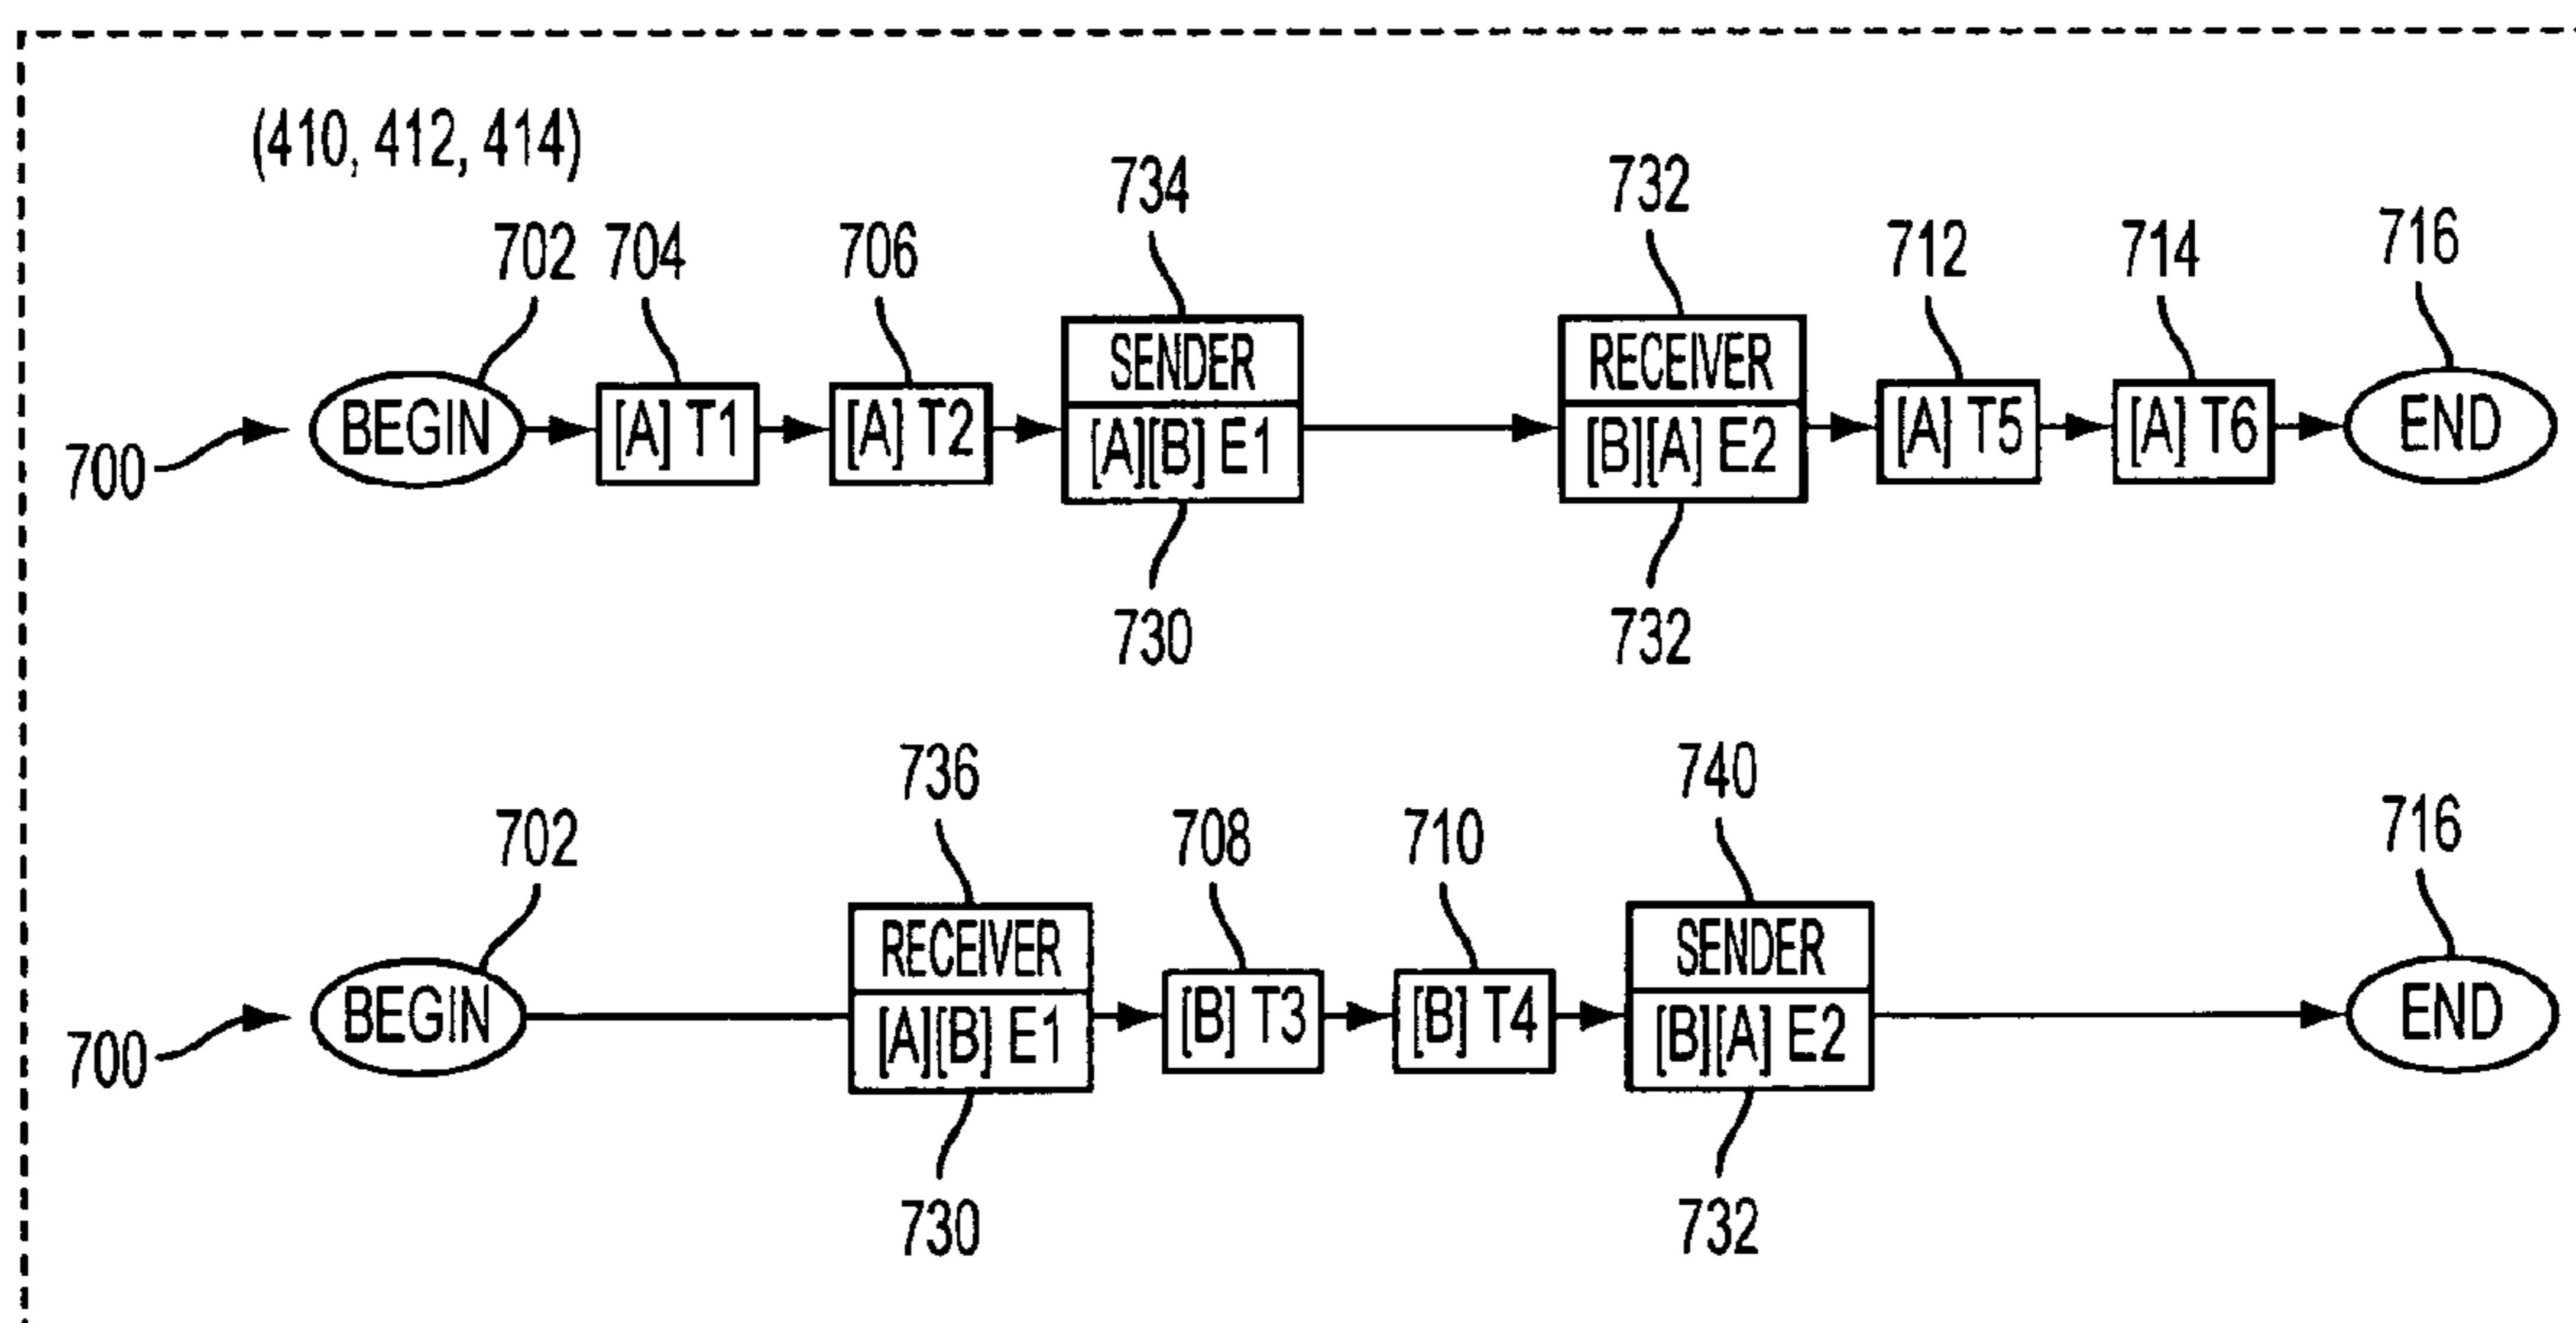 (410, 412, 414)
734
732
702
704
706
712
714
716
SENDER
RECEIVER
700
BEGIN
[A] T1
[A] T2
[A][B] E1
[B][A] E2
[A] T5
[A] T6
END
730
732
736
740
702
708
710
716
RECEIVER
SENDER
700
BEGIN
[A][B] E1
[B] T3
[B] T4
[B][A] E2
END
730
732